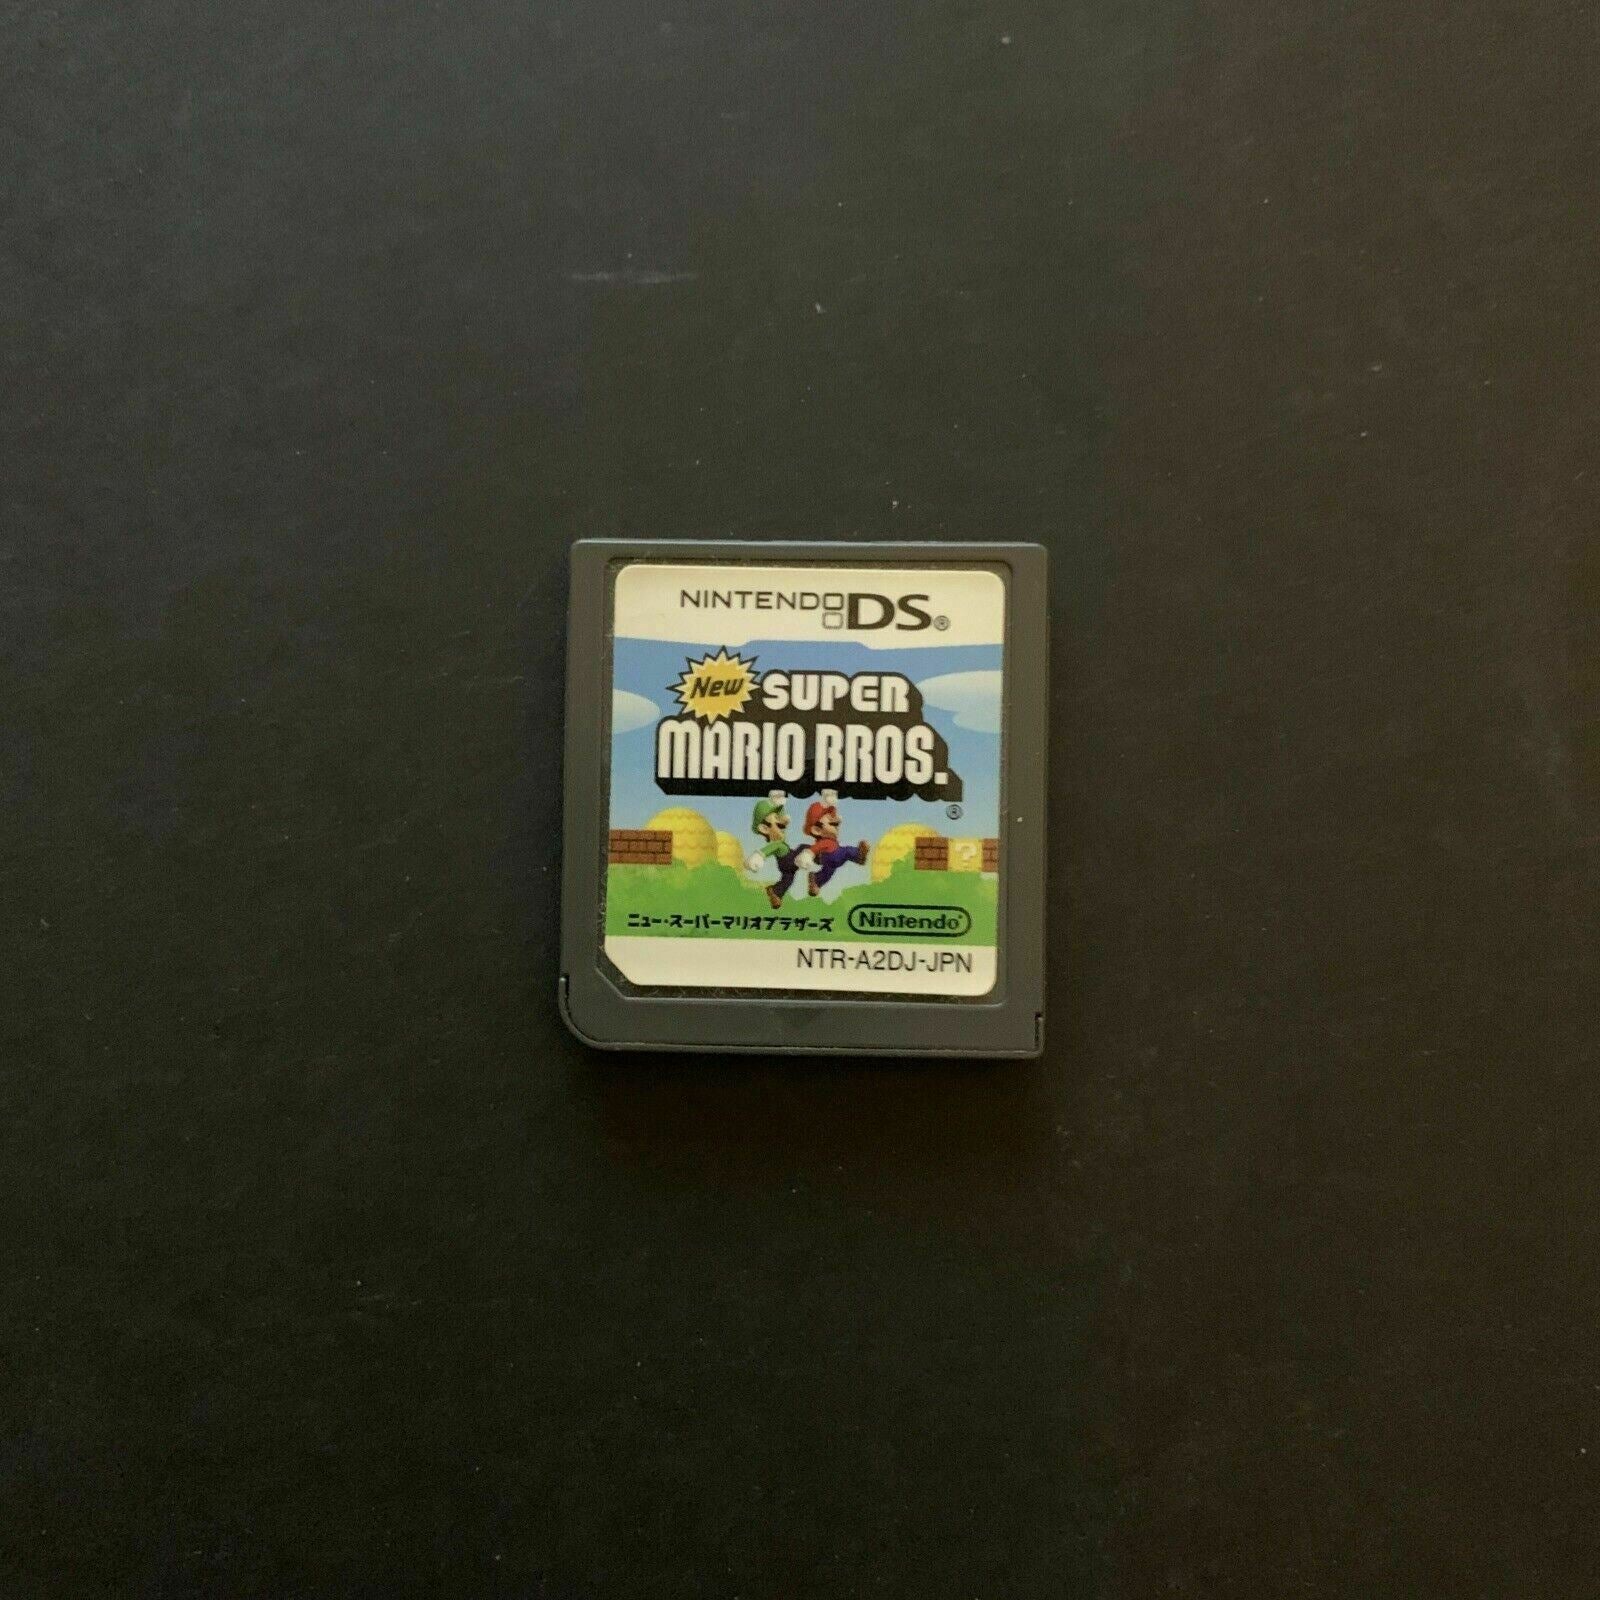 NINTENDO DS®
New SUPER
MARIO BROS.
®
?
ニュー・スーパーマリオブラザーズ Nintendo®
NTR-A2DJ-JPN